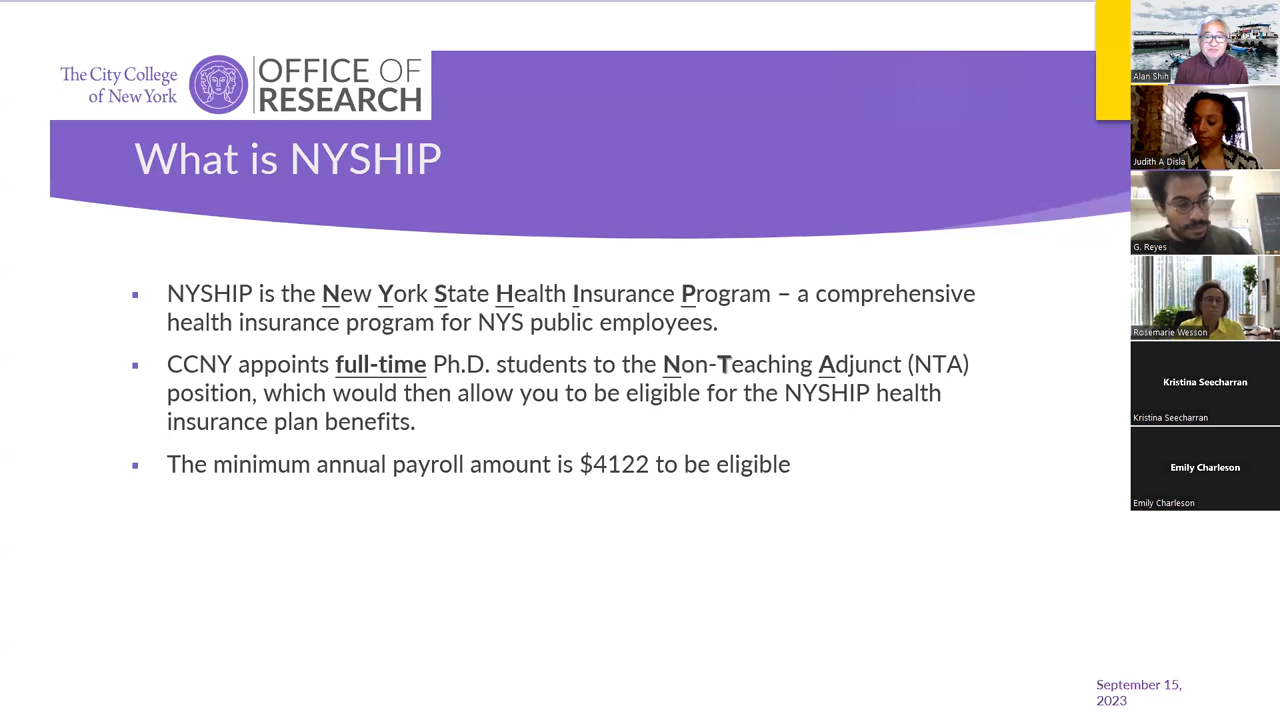 The City College
of New York
OFFICE OF
RESEARCH
What is NYSHIP
NYSHIP is the New York State Health Insurance Program – a comprehensive
health insurance program for NYS public employees.
CCNY appoints full-time Ph.D. students to the Non-Teaching Adjunct (NTA)
position, which would then allow you to be eligible for the NYSHIP health
insurance plan benefits.
The minimum annual payroll amount is $4122 to be eligible
September 15,
2023
Alan Shih
Judith A Disla
G. Reyes
Rosemarie Wesson
Kristina Seecharran
Kristina Seecharran
Emily Charleson
Emily Charleson